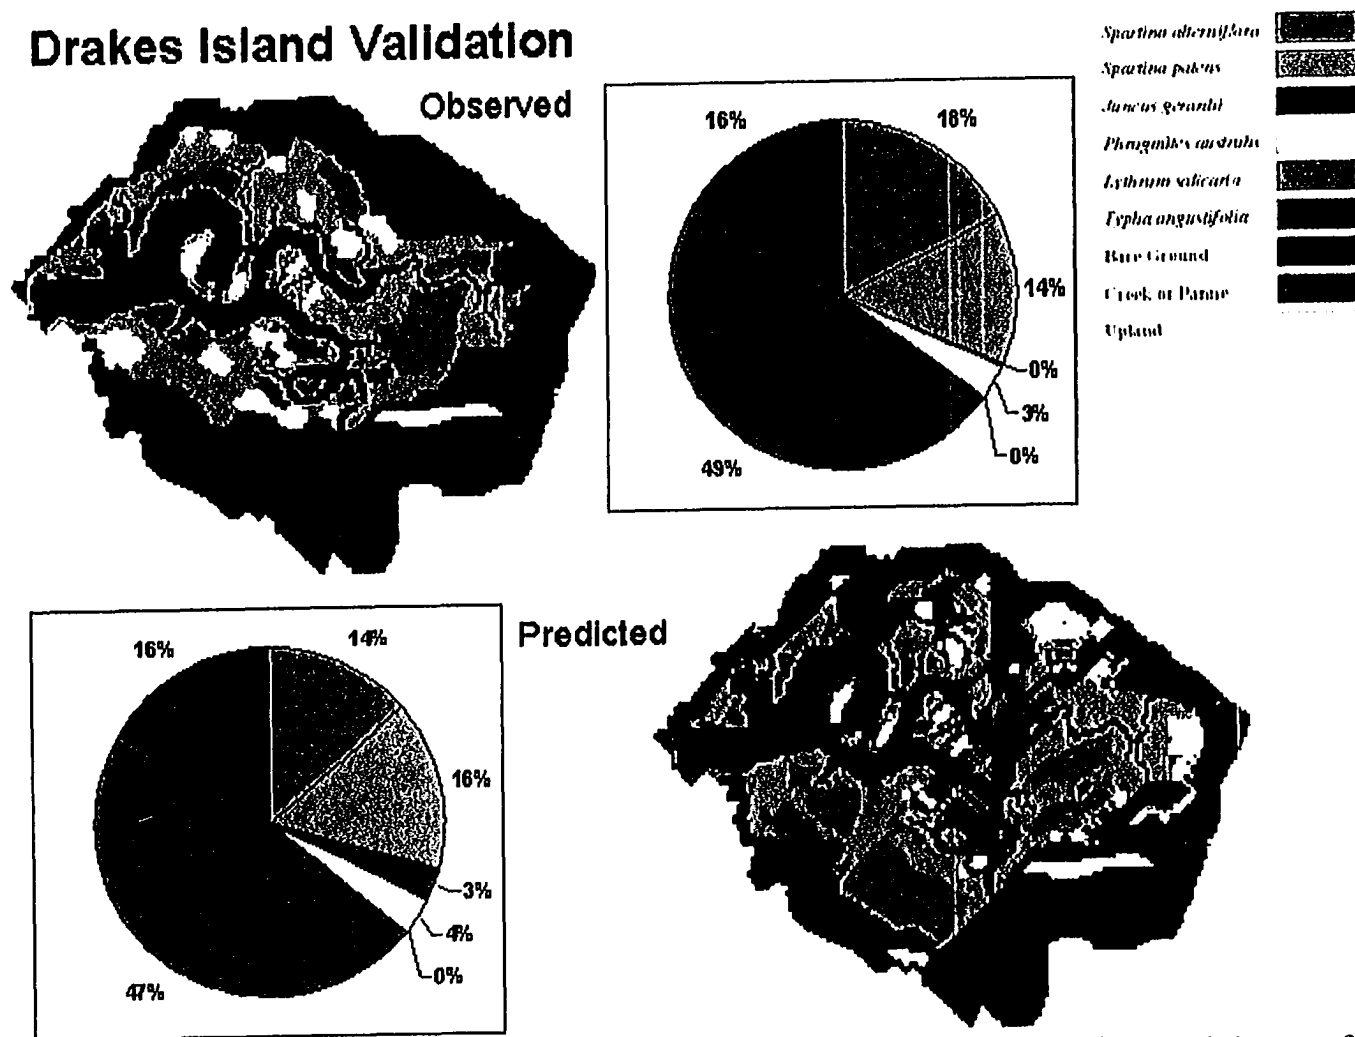 Drakes Island Validation
Observed
16%
18%
14%
0%
3%
0%
49%
Spartina alterniflora
Spartina patens
Juncus gerardii
Phragmites australis
Lythrum salicaria
Typha angustifolia
Bare Ground
Creek or Panne
Upland
Predicted
16%
14%
16%
3%
4%
0%
47%